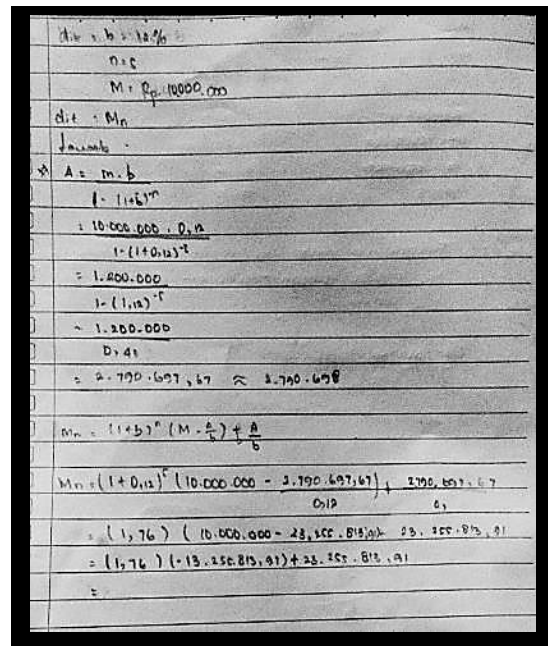 dit : b = 12%
n = 5
M = Rp. 10000.000
dit : Mn
Jawab .
A = m . b
1 - (1+b)⁻ⁿ
= 10.000.000 . 0,12
1 - (1+0,12)⁻⁵
= 1.200.000
1 - (1,12)⁻⁵
= 1.200.000
0,43
= 2.790.697,67 ≈ 2.790.698
Mn = (1+b)ⁿ (M - A/b) + A/b
Mn = (1+0,12)⁵ (10.000.000 - 2.790.697,67) + 2790.697,67
0,12 0,
= (1,76) (10.000.000 - 23.255.813,91) 23.255.813,91
= (1,76) (-13.255.813,91) + 23.255.813,91
=